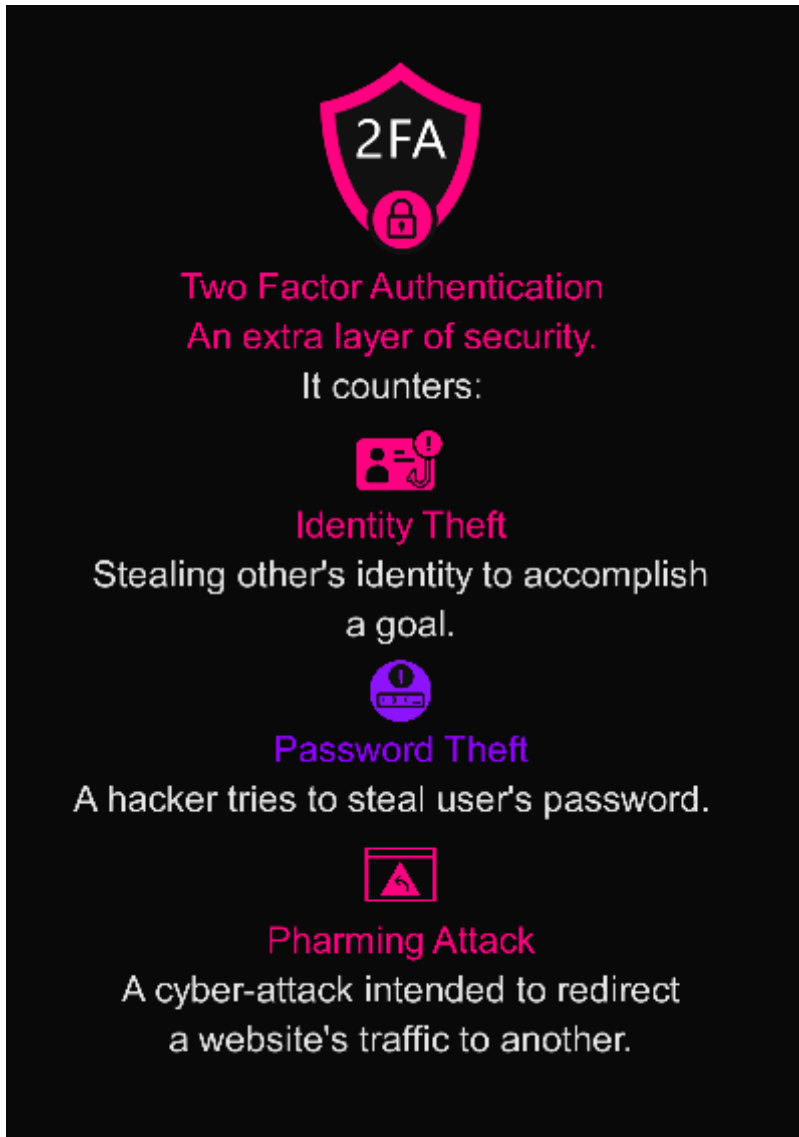 2FA
Two Factor Authentication
An extra layer of security.
It counters:
Identity Theft
Stealing other's identity to accomplish
a goal.
Password Theft
A hacker tries to steal user's password.
Pharming Attack
A cyber-attack intended to redirect
a website's traffic to another.